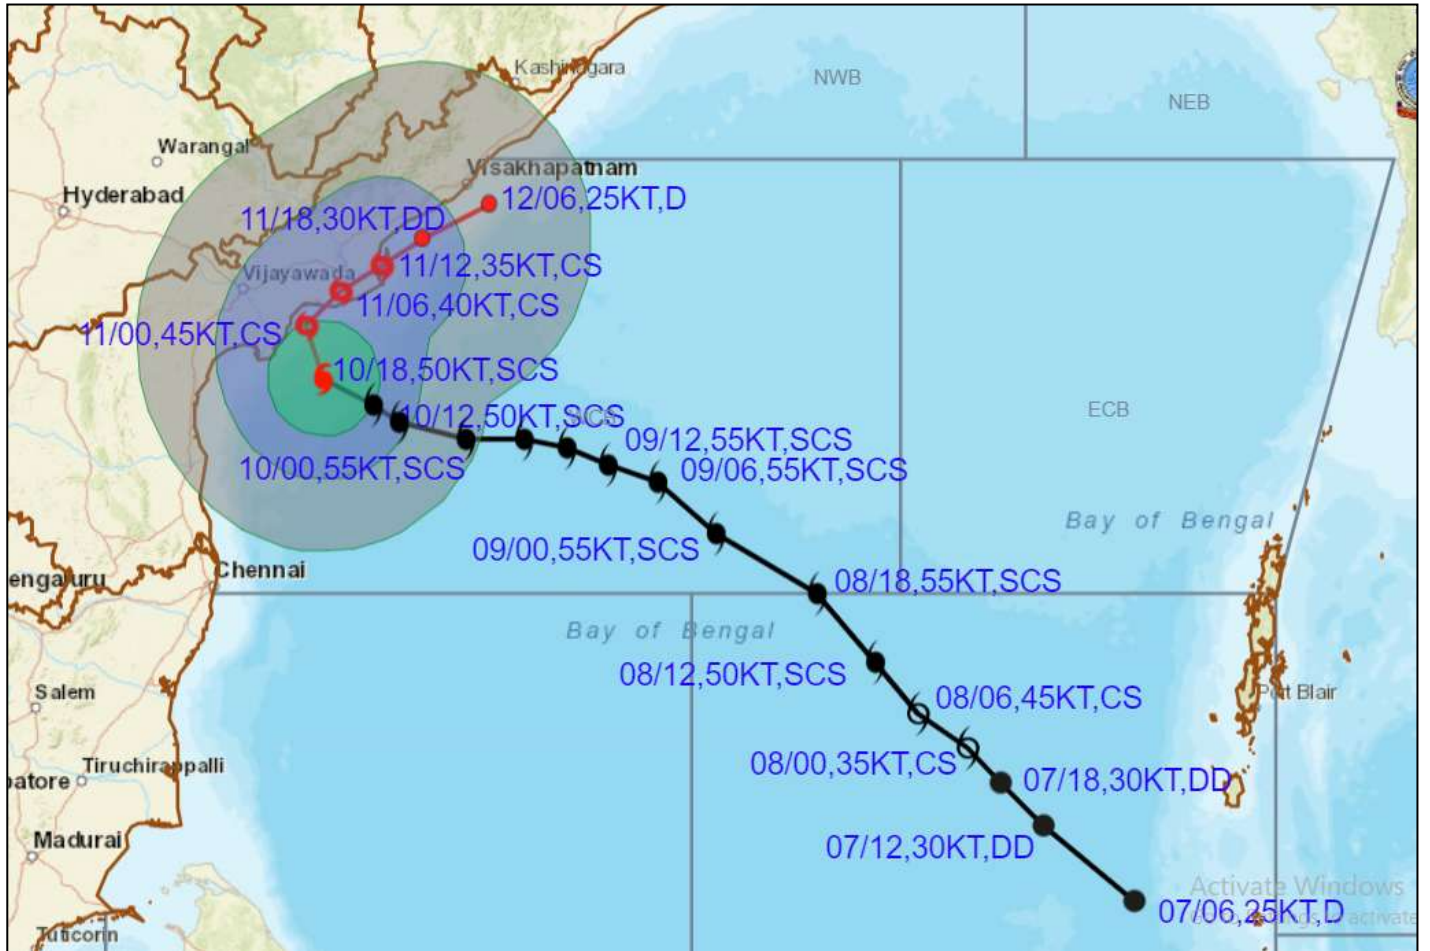 Kashinagara
NWB
NEB
Warangal
Visakhapatnam
Hyderabad
12/06,25KT,D
11/18,30KT,DD
11/12,35KT,CS
Vijayawada
11/06,40KT,CS
11/00,45KT,CS
10/18,50KT,SCS
10/12,50KT,SCS
ECB
09/12,55KT,SCS
10/00,55KT,SCS
09/06,55KT,SCS
Bay of Bengal
09/00,55KT,SCS
Chennai
engaluru
08/18,55KT,SCS
Bay of Bengal
08/12,50KT,SCS
Salem
Port Blair
08/06,45KT,CS
08/00,35KT,CS
Tiruchirappalli
07/18,30KT,DD
batore
Madurai
07/12,30KT,DD
Activate Windows
07/06,25KT,D
Tuticorin